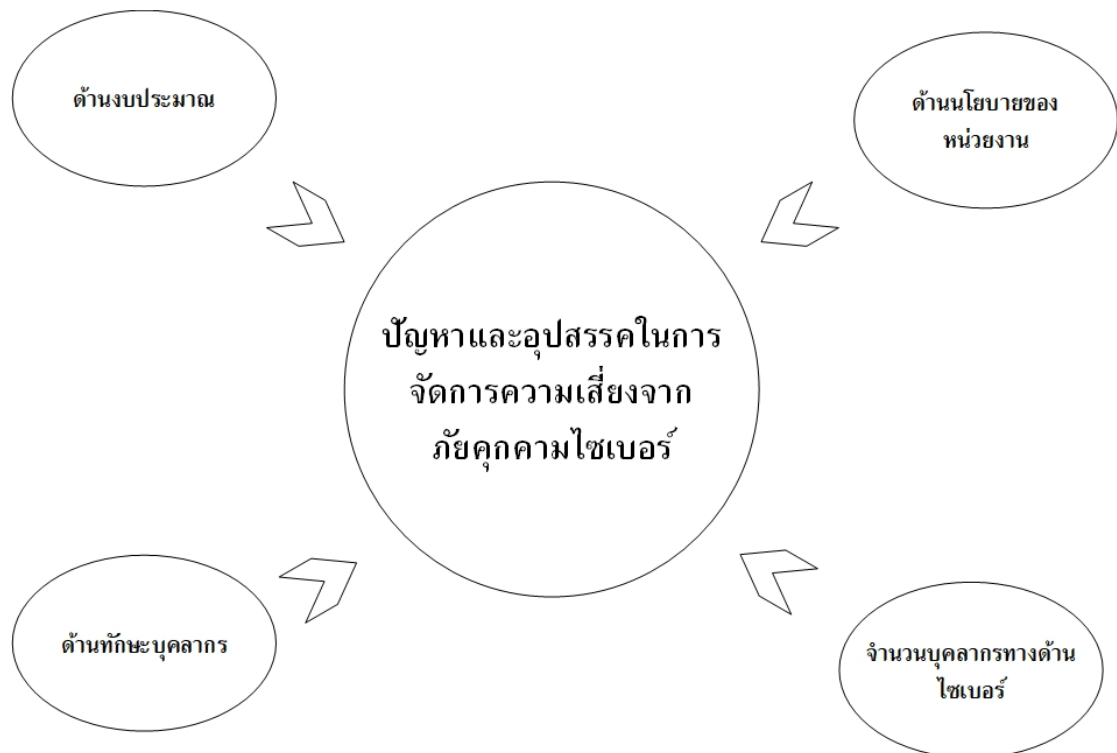 ด้านงบประมาณ
ด้านนโยบายของ
หน่วยงาน
ปัญหาและอุปสรรคในการ
จัดการความเสี่ยงจาก
ภัยคุกคามไซเบอร์
ด้านทักษะบุคลากร
จำนวนบุคลากรทางด้าน
ไซเบอร์